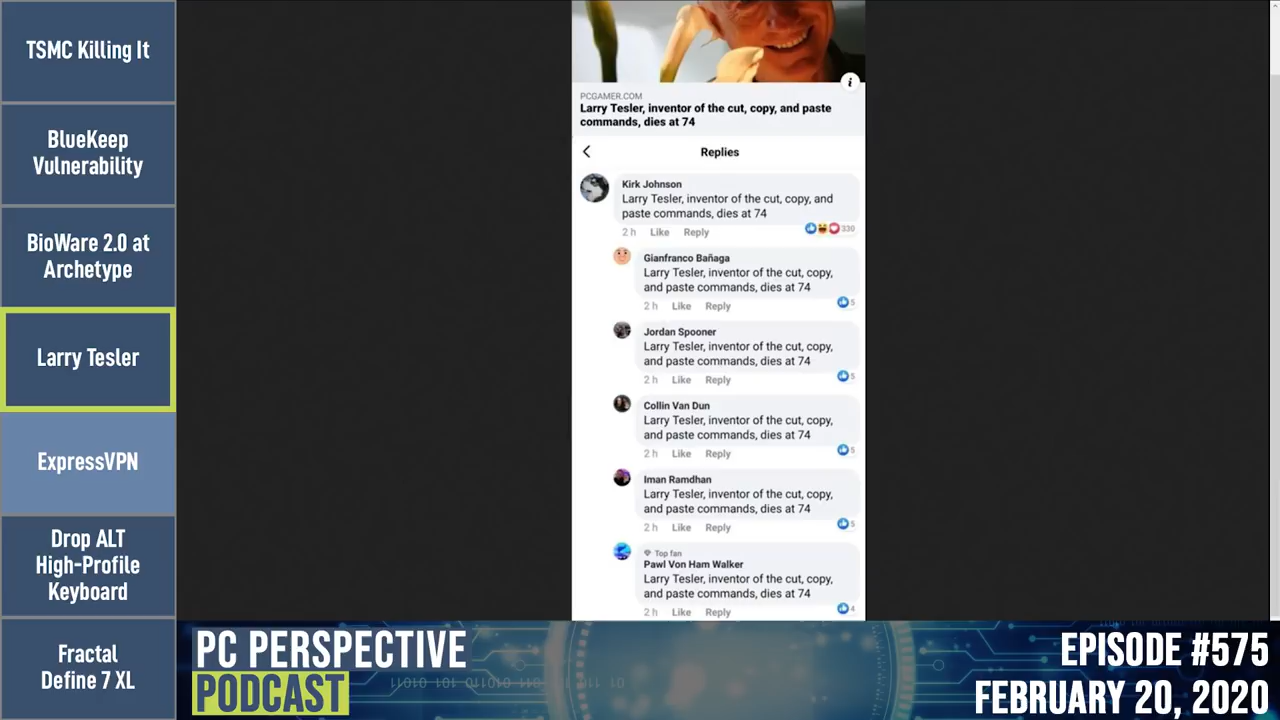 TSMC Killing It
BlueKeep
Vulnerability
BioWare 2.0 at
Archetype
Larry Tesler
ExpressVPN
Drop ALT
High-Profile
Keyboard
Fractal
Define 7 XL
i
PCGAMER.COM
Larry Tesler, inventor of the cut, copy, and paste
commands, dies at 74
Replies
Kirk Johnson
Larry Tesler, inventor of the cut, copy, and
paste commands, dies at 74
2 h Like Reply 330
Gianfranco Bañaga
Larry Tesler, inventor of the cut, copy,
and paste commands, dies at 74
2 h Like Reply 5
Jordan Spooner
Larry Tesler, inventor of the cut, copy,
and paste commands, dies at 74
2 h Like Reply 5
Collin Van Dun
Larry Tesler, inventor of the cut, copy,
and paste commands, dies at 74
2 h Like Reply 5
Iman Ramdhan
Larry Tesler, inventor of the cut, copy,
and paste commands, dies at 74
2 h Like Reply 5
Top fan
Pawl Von Ham Walker
Larry Tesler, inventor of the cut, copy,
and paste commands, dies at 74
2 h Like Reply 4
PC PERSPECTIVE
PODCAST
EPISODE #575
FEBRUARY 20, 2020